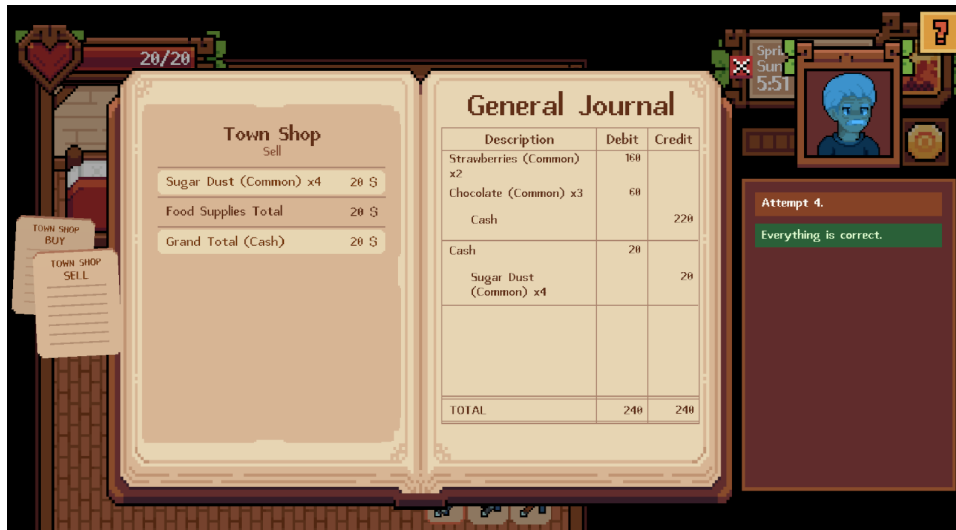 20/20
Spri
Sun
5:51
?
Town Shop
Sell
Sugar Dust (Common) x4 20 S
Food Supplies Total 20 S
Grand Total (Cash) 20 S
TOWN SHOP
BUY
TOWN SHOP
SELL
General Journal
Description Debit Credit
Strawberries (Common) 160
x2
Chocolate (Common) x3 60
Cash 220
Cash 20
Sugar Dust 20
(Common) x4
TOTAL 240 240
Attempt 4.
Everything is correct.